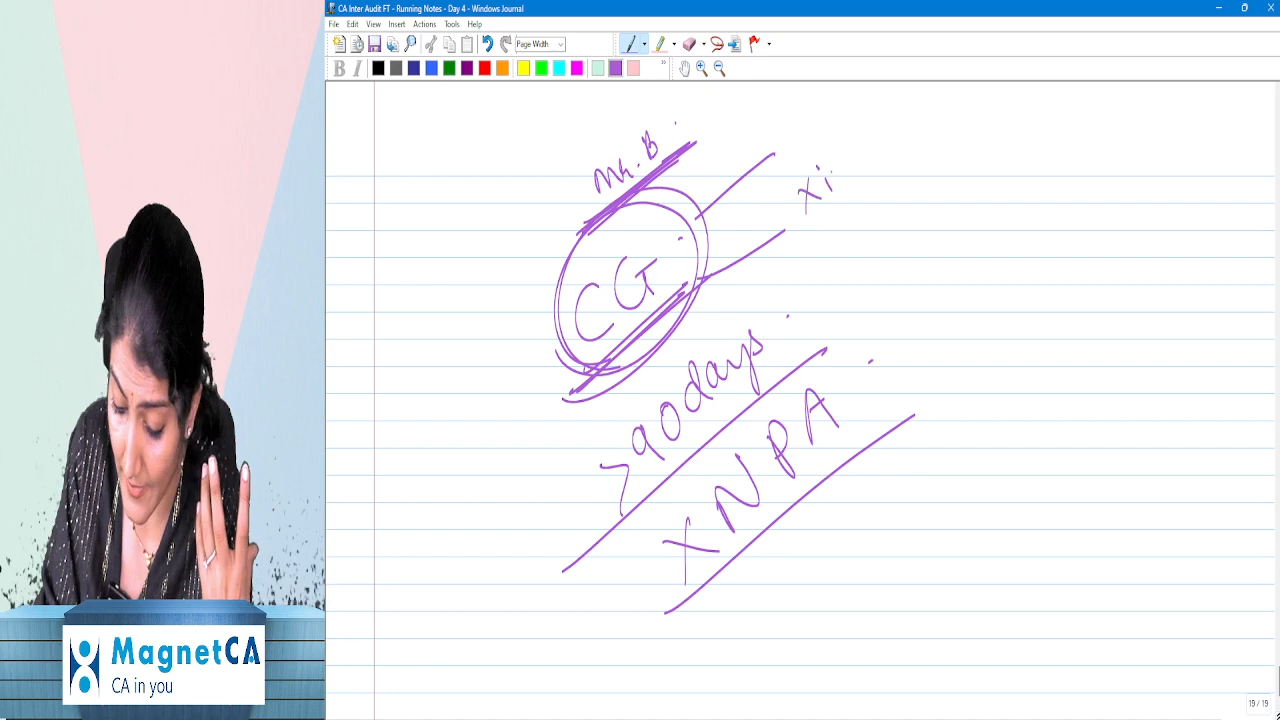 CA Inter Audit FT - Running Notes - Day 4 - Windows Journal
File Edit View Insert Actions Tools Help
Page Width
B I
Mr. B
CG
X i
>90days
X NPA
MagnetCA
CA in you
19 / 19